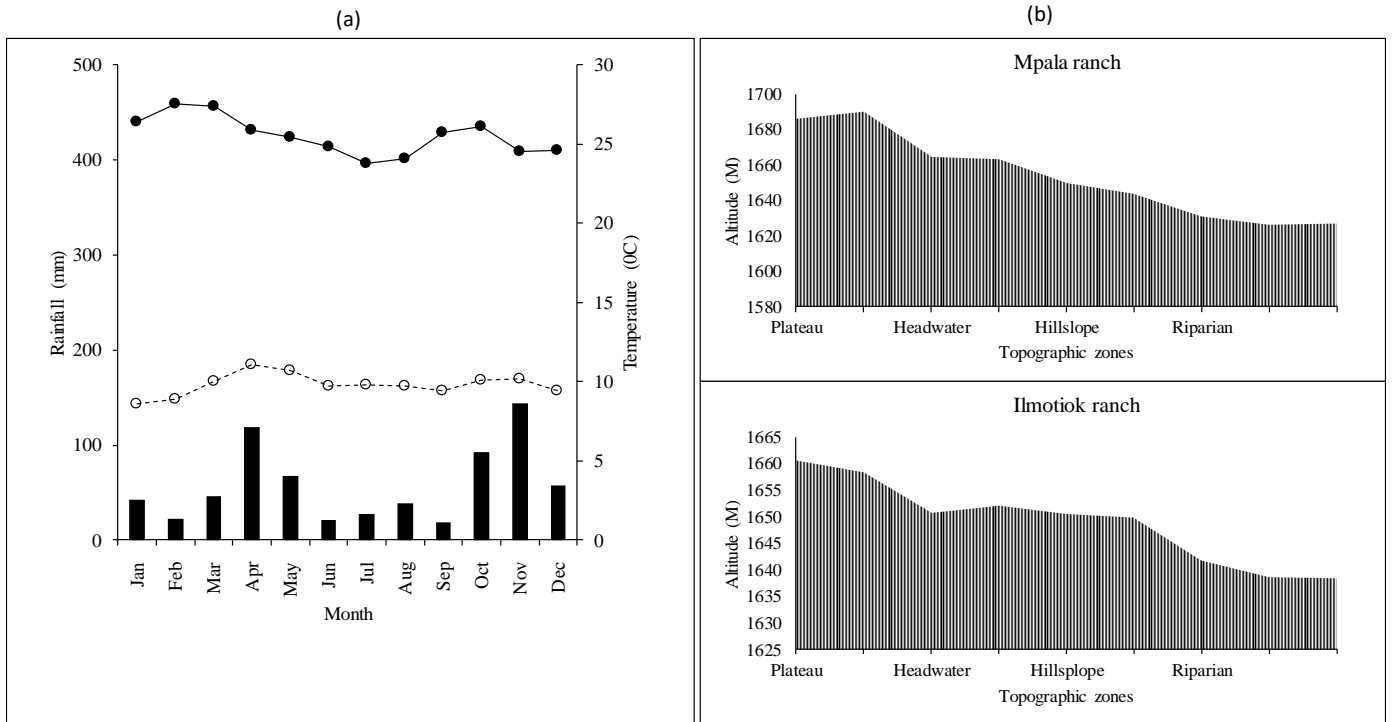 (a)
500
450
400
300
200
100
0
Rainfall (mm)
30
25
20
15
10
5
0
Temperature (0C)
Jan
Feb
Mar
Apr
May
Jun
Jul
Aug
Sep
Oct
Nov
Dec
Month
(b)
Mpala ranch
1700
1680
1660
1640
1620
1600
1580
Altitude (M)
Plateau
Headwater
Hillslope
Riparian
Topographic zones
Ilmotiok ranch
1665
1660
1655
1650
1645
1640
1635
1630
1625
Altitude (M)
Plateau
Headwater
Hillsplope
Riparian
Topographic zones